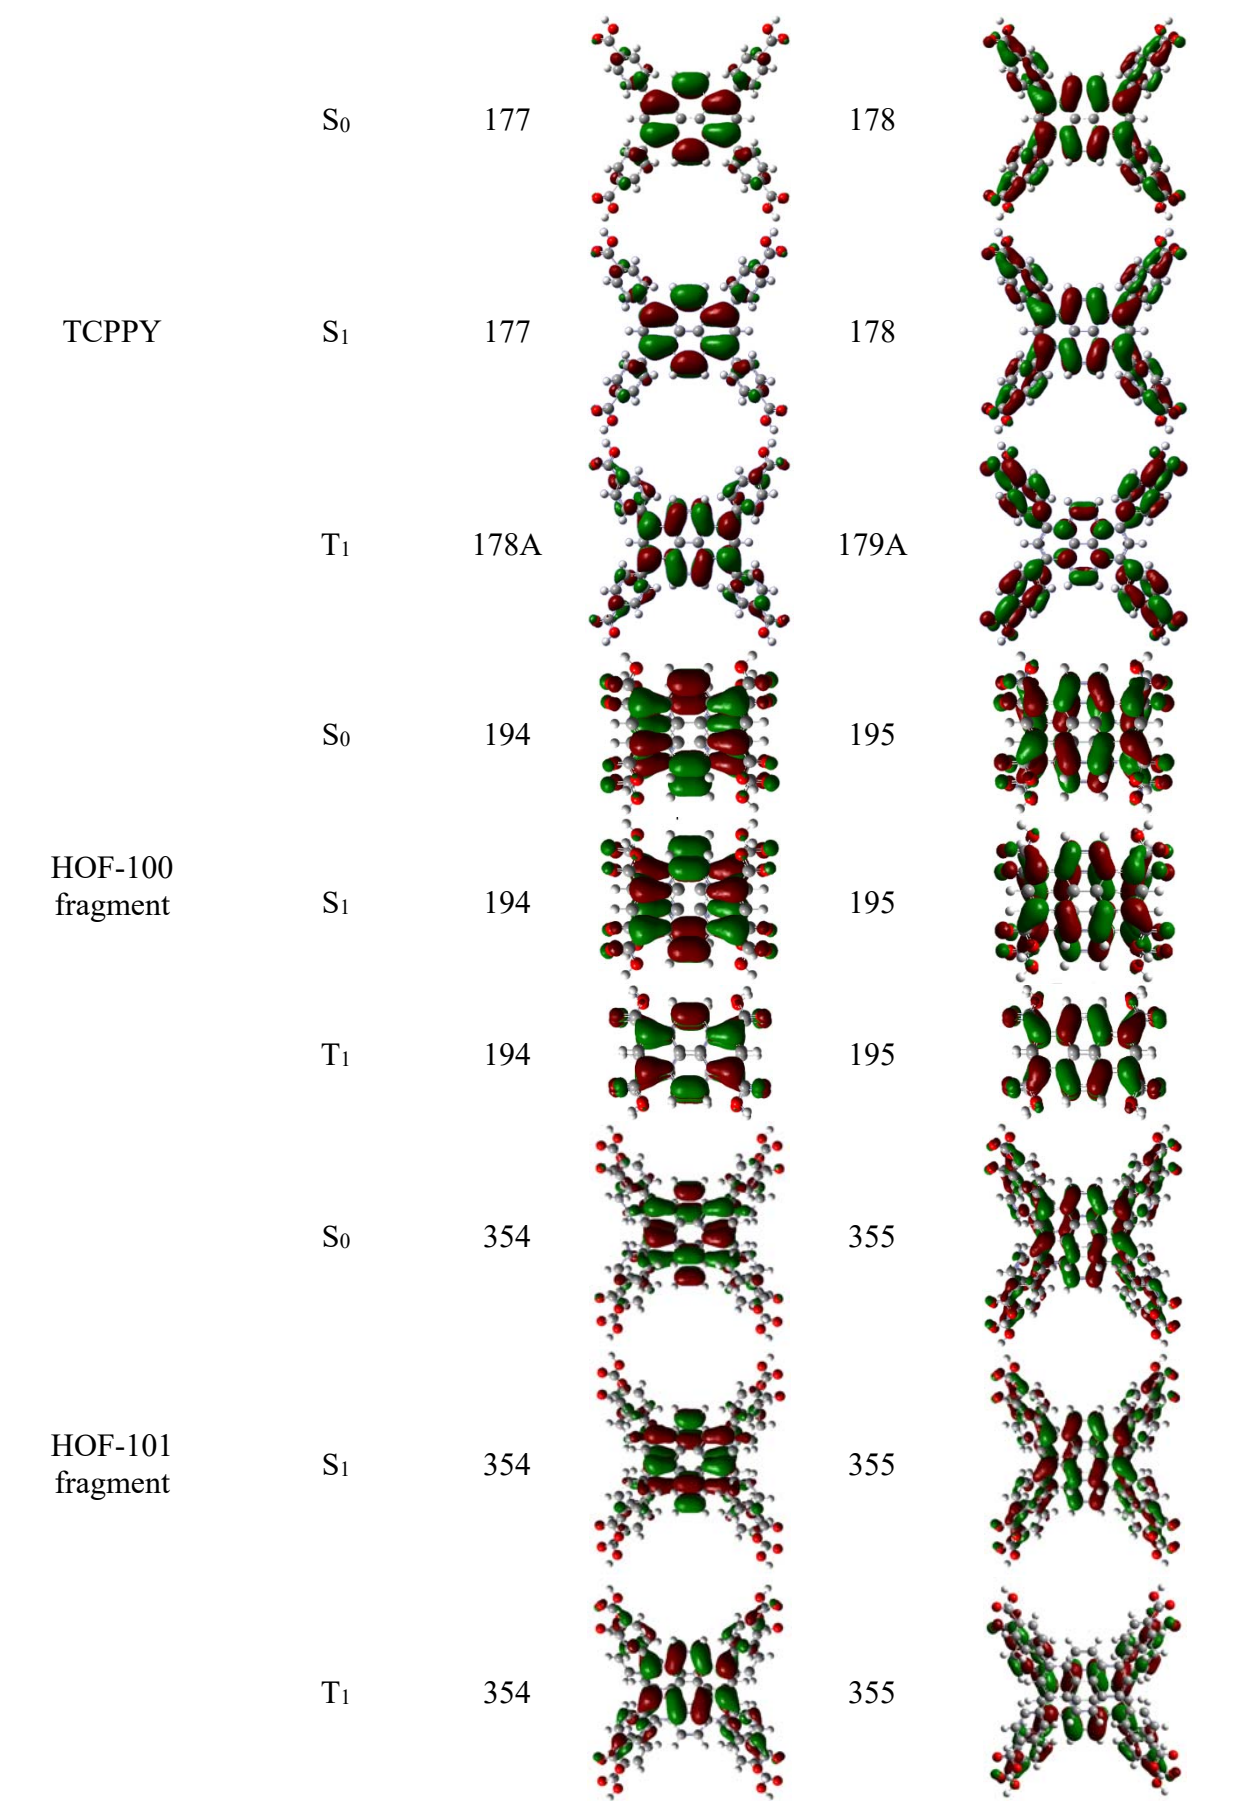 S0 177 178
TCPPY S1 177 178
T1 178A 179A
S0 194 195
HOF-100
fragment S1 194 195
T1 194 195
S0 354 355
HOF-101
fragment S1 354 355
T1 354 355